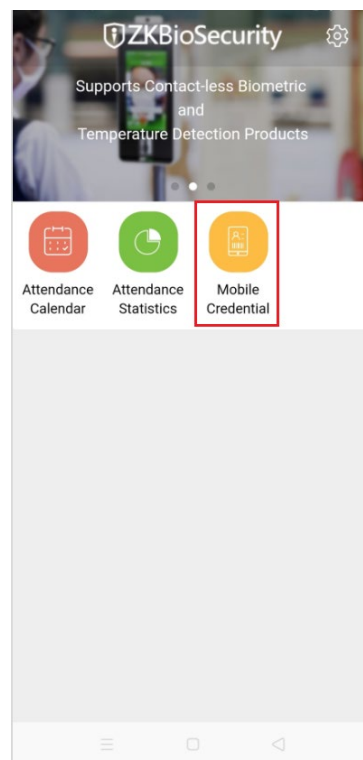 ZKBioSecurity
Supports Contact-less Biometric
and
Temperature Detection Products
Attendance
Calendar
Attendance
Statistics
Mobile
Credential